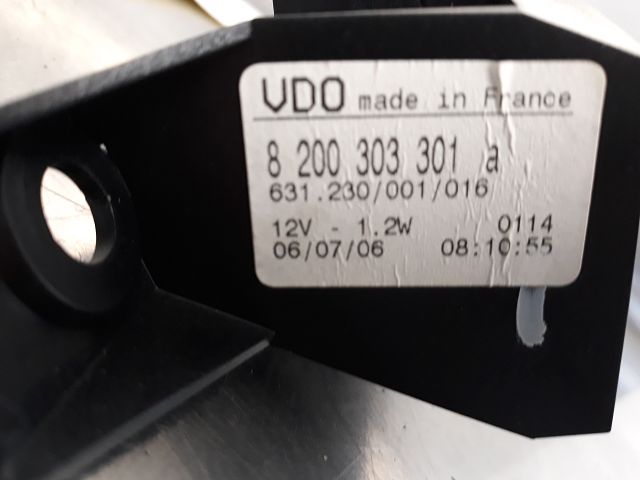 VDO made in France
8 200 303 301 a
631.230/001/016
12V - 1.2W 0114
06/07/06 08:10:55